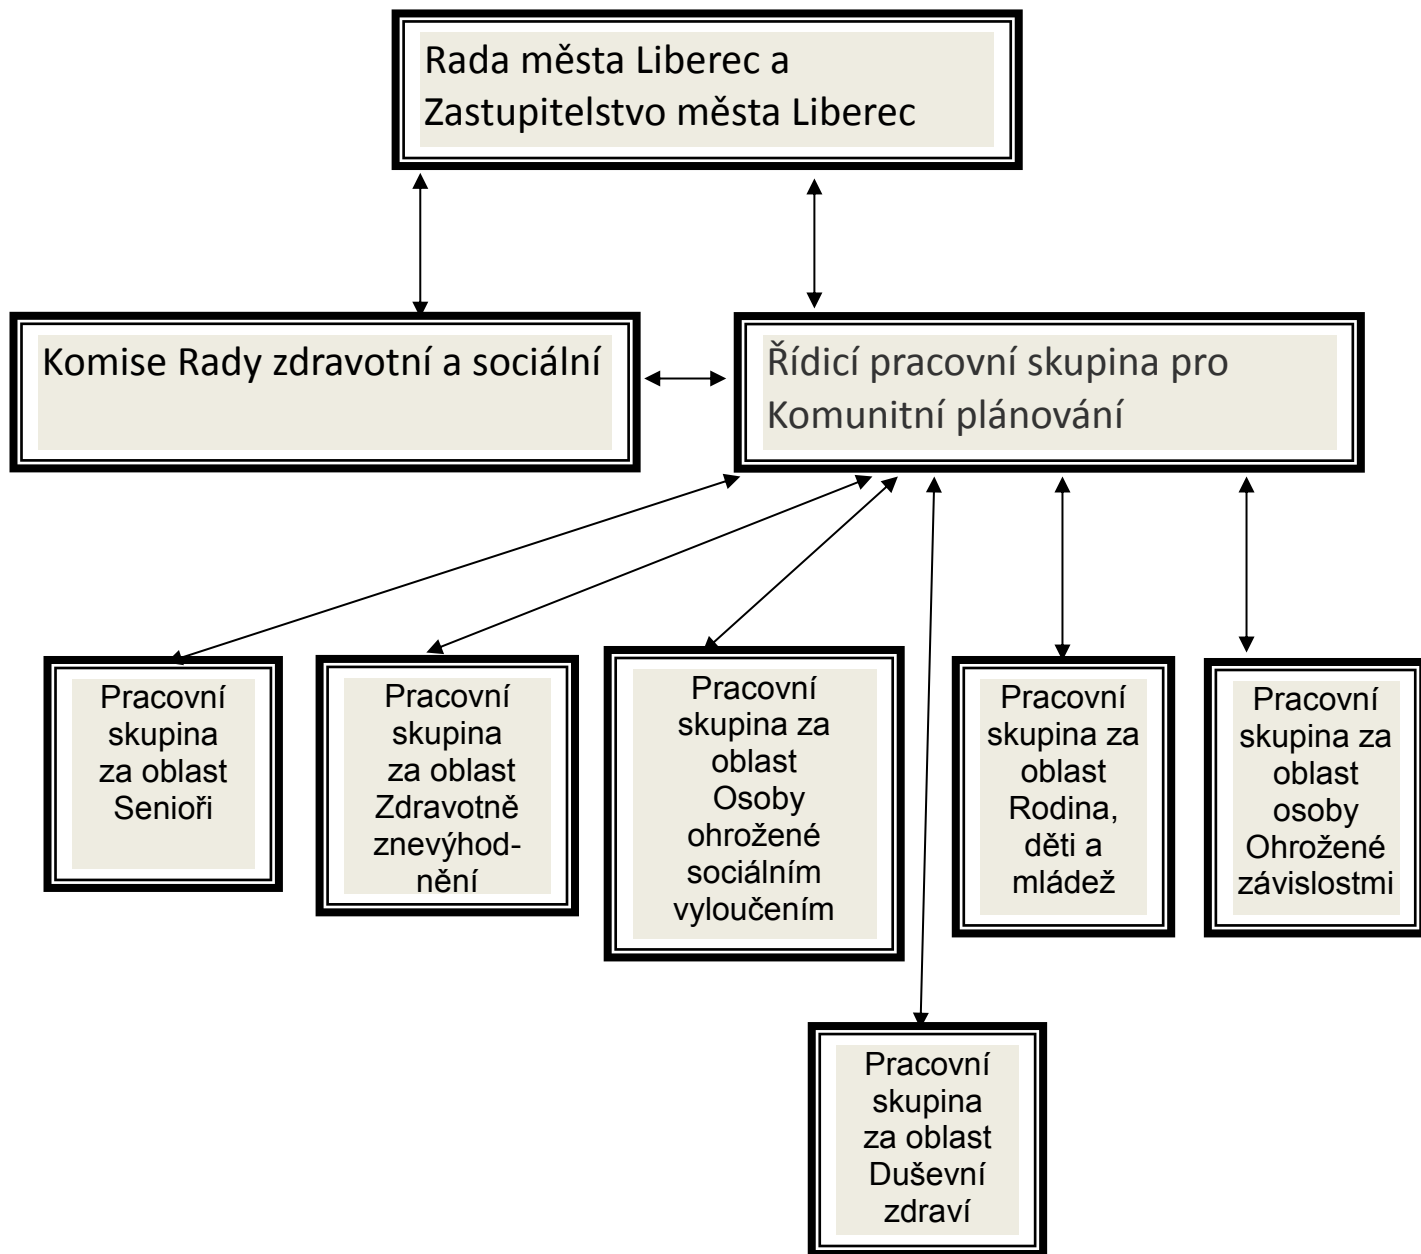 Rada města Liberec a
Zastupitelstvo města Liberec
Komise Rady zdravotní a sociální
Řídicí pracovní skupina pro
Komunitní plánování
Pracovní
skupina
za oblast
Senioři
Pracovní
skupina
za oblast
Zdravotně
znevýhod-
nění
Pracovní
skupina za
oblast
Osoby
ohrožené
sociálním
vyloučením
Pracovní
skupina za
oblast
Rodina,
děti a
mládež
Pracovní
skupina za
oblast
osoby
Ohrožené
závislostmi
Pracovní
skupina
za oblast
Duševní
zdraví